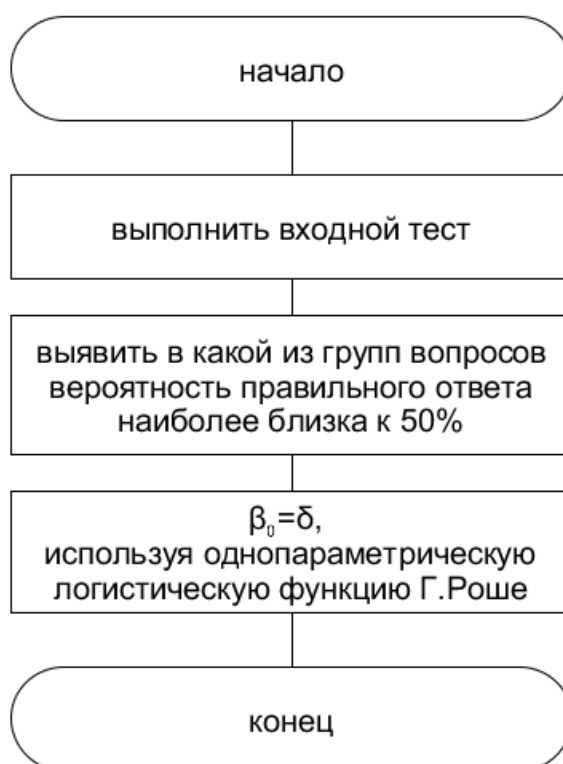 начало
выполнить входной тест
выявить в какой из групп вопросов
вероятность правильного ответа
наиболее близка к 50%
β₀=δ,
используя однопараметрическую
логистическую функцию Г.Роше
конец